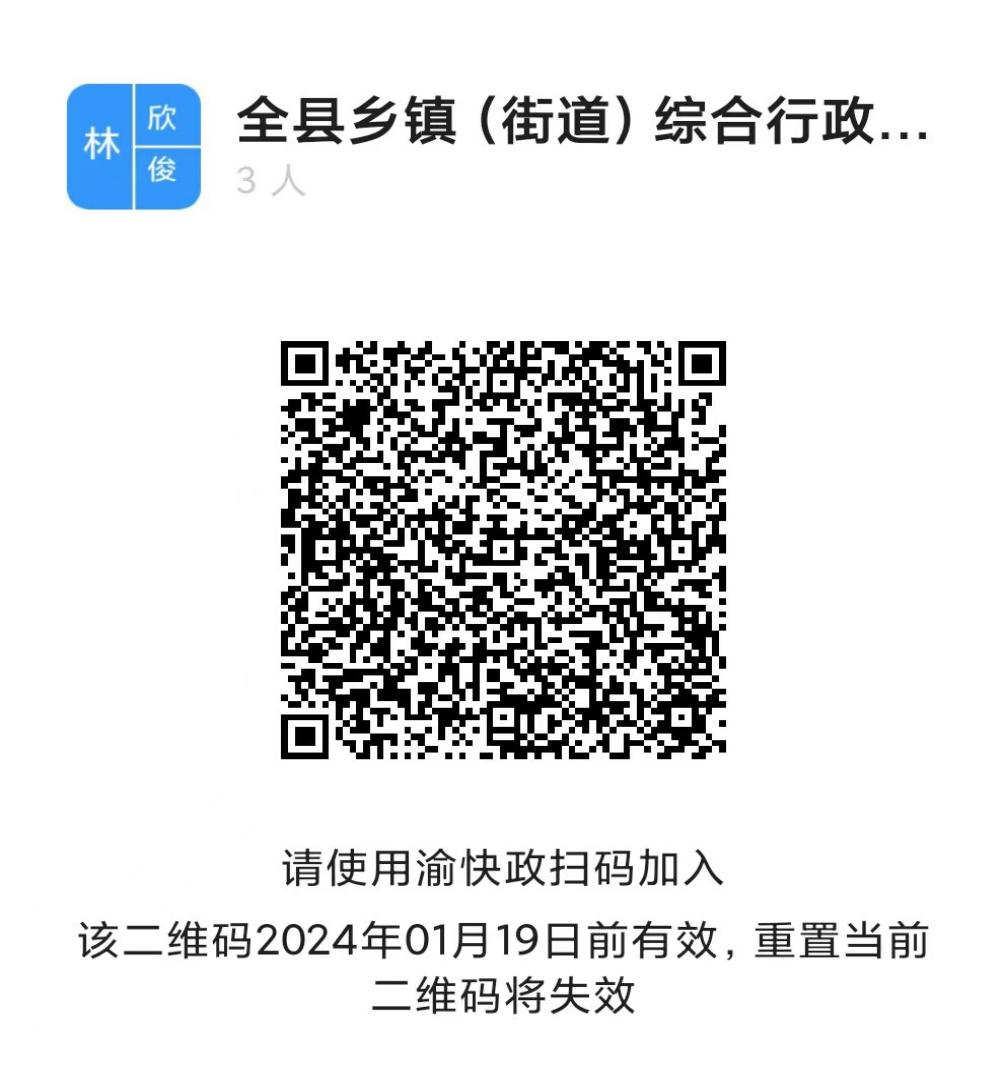 林
欣
俊
全县乡镇（街道）综合行政...
3 人
请使用渝快政扫码加入
该二维码2024年01月19日前有效，重置当前
二维码将失效